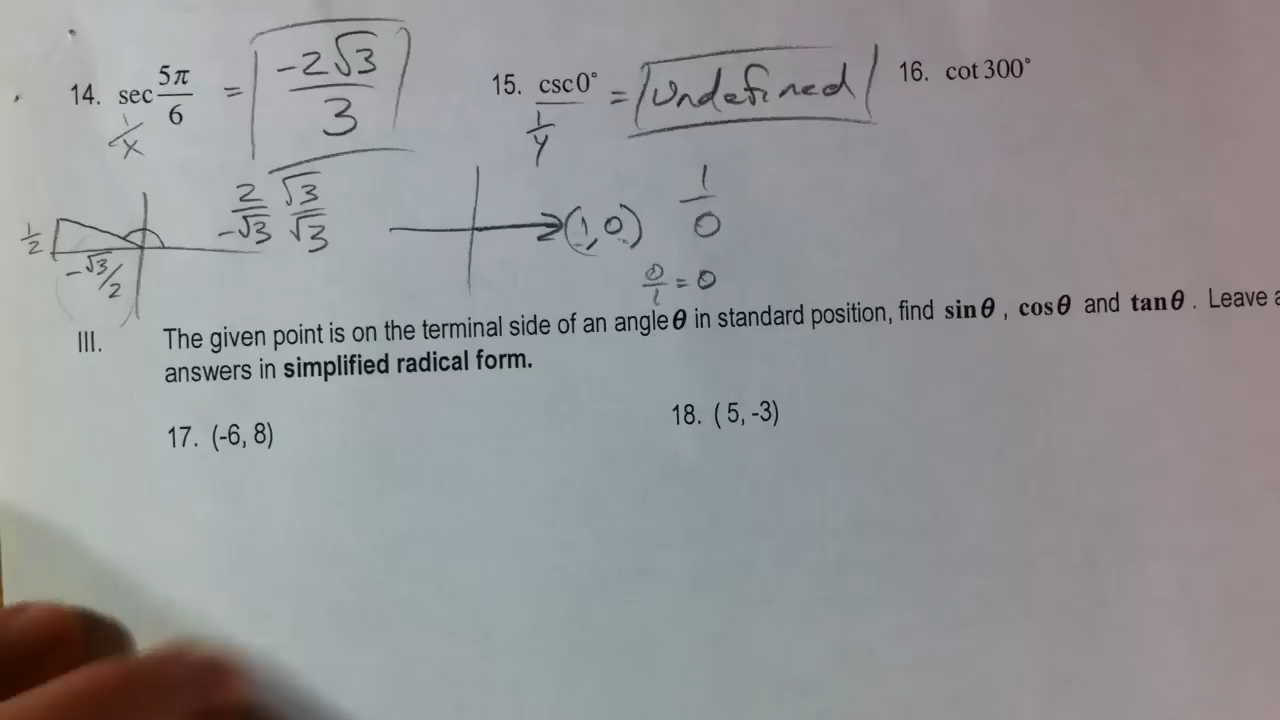 14. sec 5π/6 = -2√3/3
1/x
2/-√3 √3/√3
1/2
-√3/2
15. csc0° = Undefined
1/y
(1,0)
1/0
0/1 = 0
16. cot 300°
III. The given point is on the terminal side of an angle θ in standard position, find sin θ , cos θ and tan θ . Leave a
answers in simplified radical form.
17. (-6, 8)
18. ( 5, -3)